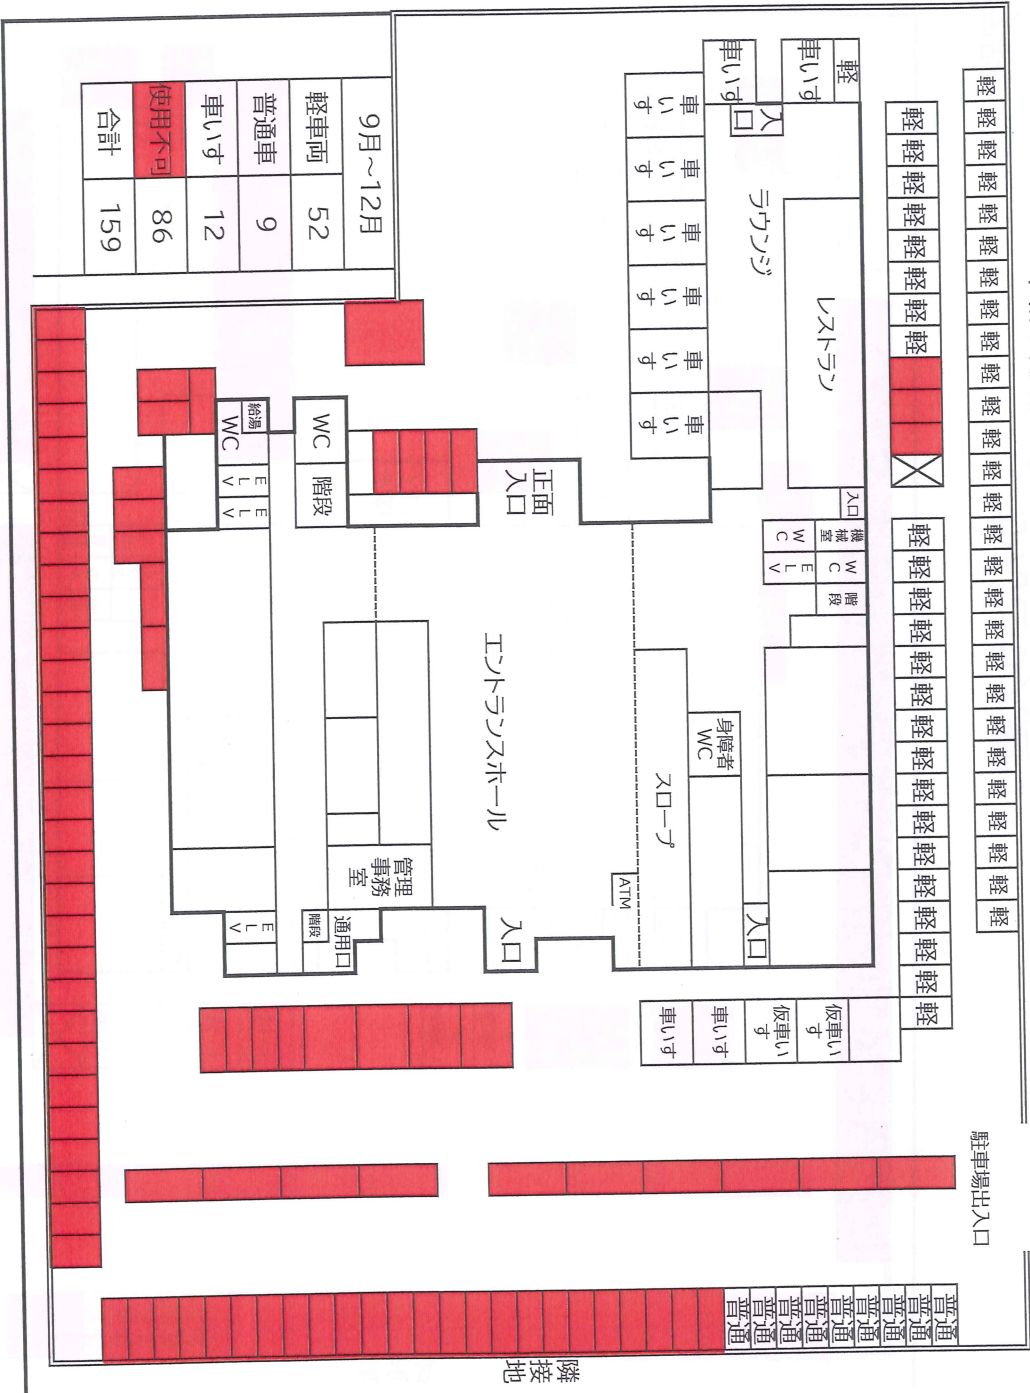 軽 軽 軽 軽 軽 軽 軽 軽 軽 軽 軽 軽 軽 軽 軽 軽 軽 軽 軽 軽 軽 軽 軽 軽 軽 軽 軽
駐車場出入口
軽 軽 軽 軽 軽 軽 軽 軽
軽 軽 軽 軽 軽 軽 軽 軽 軽 軽 軽 軽 軽 軽 軽 軽
軽
車いす
車いす
入口
ラウンジ
レストラン
入口
機械室
WC
WC
ELV
階段
車いす 車いす 車いす 車いす 車いす 車いす
身障者
WC
スロープ
入口
ATM
仮車いす
仮車いす
車いす
車いす
普通
普通
普通
普通
普通
普通
普通
普通
普通
正面
入口
エントランスホール
入口
WC
階段
給湯
WC
ELV
ELV
管理
事務
室
通用口
階段
ELV
隣
接
地
9月~12月
軽車両 52
普通車 9
車いす 12
使用不可 86
合計 159